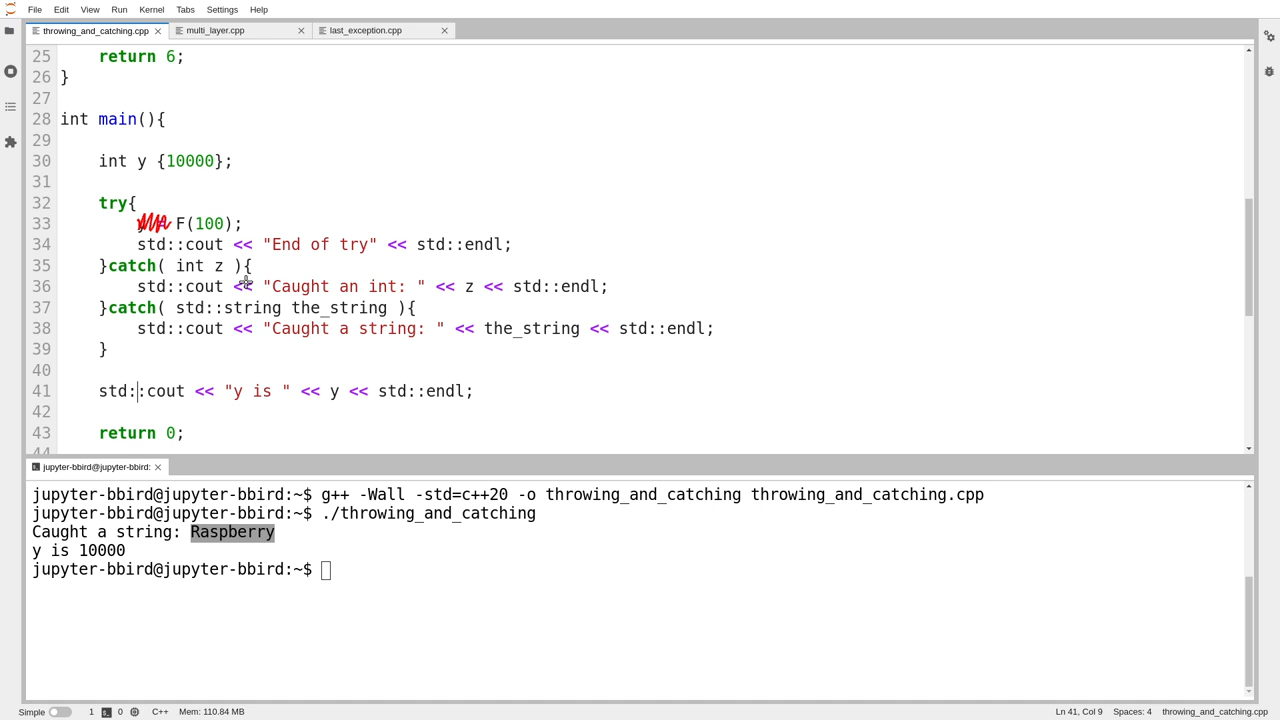 File Edit View Run Kernel Tabs Settings Help
throwing_and_catching.cpp multi_layer.cpp last_exception.cpp
25 return 6;
26 }
27
28 int main(){
29
30 int y {10000};
31
32 try{
33 F(100);
34 std::cout << "End of try" << std::endl;
35 }catch( int z ){
36 std::cout << "Caught an int: " << z << std::endl;
37 }catch( std::string the_string ){
38 std::cout << "Caught a string: " << the_string << std::endl;
39 }
40
41 std::cout << "y is " << y << std::endl;
42
43 return 0;
44
jupyter-bbird@jupyter-bbird:
jupyter-bbird@jupyter-bbird:~$ g++ -Wall -std=c++20 -o throwing_and_catching throwing_and_catching.cpp
jupyter-bbird@jupyter-bbird:~$ ./throwing_and_catching
Caught a string: Raspberry
y is 10000
jupyter-bbird@jupyter-bbird:~$
Simple 1 0 C++ Mem: 110.84 MB Ln 41, Col 9 Spaces: 4 throwing_and_catching.cpp